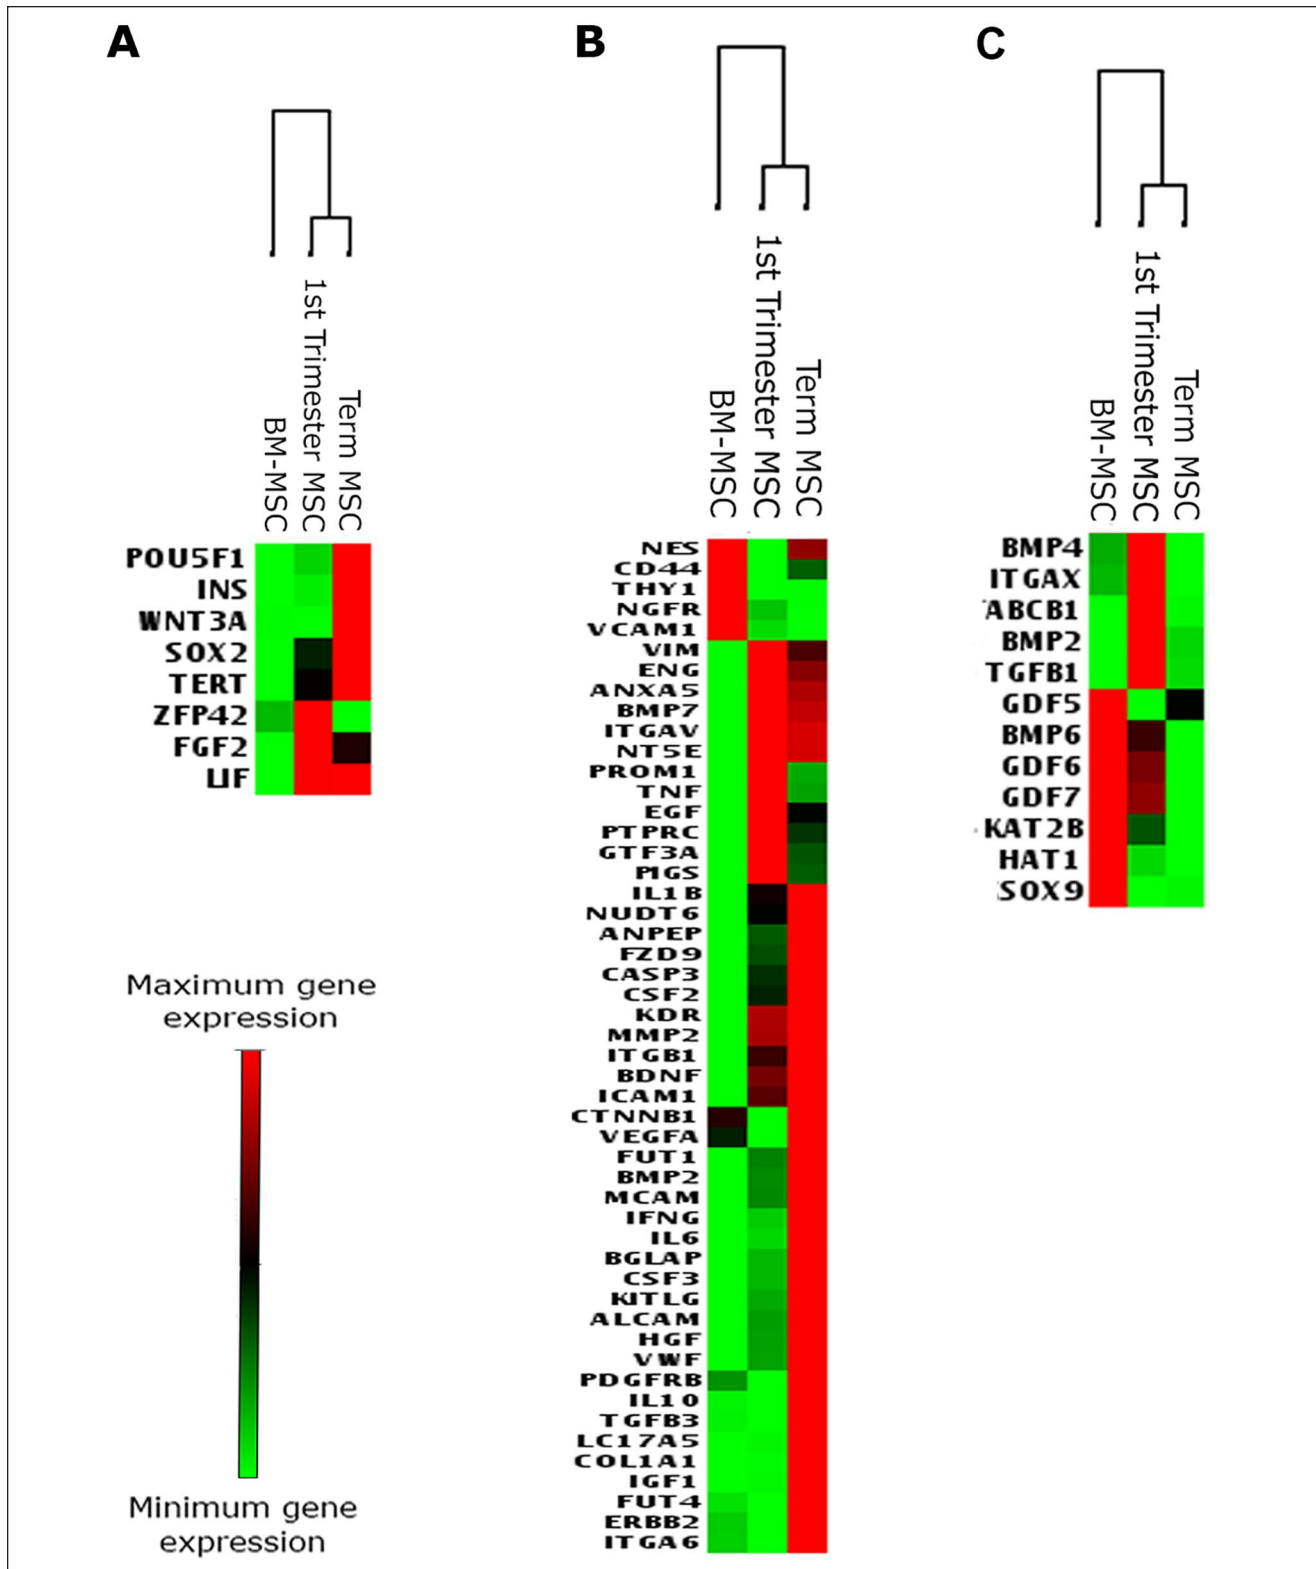 A
BM-MSC
1st Trimester MSC
Term MSC
POU5F1
INS
WNT3A
SOX2
TERT
ZFP42
FGF2
LIF
Maximum gene
expression
Minimum gene
expression
B
BM-MSC
1st Trimester MSC
Term MSC
NES
CD44
THY1
NGFR
VCAM1
VIM
ENG
ANXA5
BMP7
ITGAV
NT5E
PROM1
TNF
EGF
PTPRC
GTF3A
PIGS
IL1B
NUDT6
ANPEP
FZD9
CASP3
CSF2
KDR
MMP2
ITGB1
BDNF
ICAM1
CTNNB1
VEGFA
FUT1
BMP2
MCAM
IFNG
IL6
BGLAP
CSF3
KITLG
ALCAM
HGF
VWF
PDGFRB
IL10
TGFB3
LC17A5
COL1A1
IGF1
FUT4
ERBB2
ITGA6
C
BM-MSC
1st Trimester MSC
Term MSC
BMP4
ITGAX
ABCB1
BMP2
TGFB1
GDF5
BMP6
GDF6
GDF7
KAT2B
HAT1
SOX9